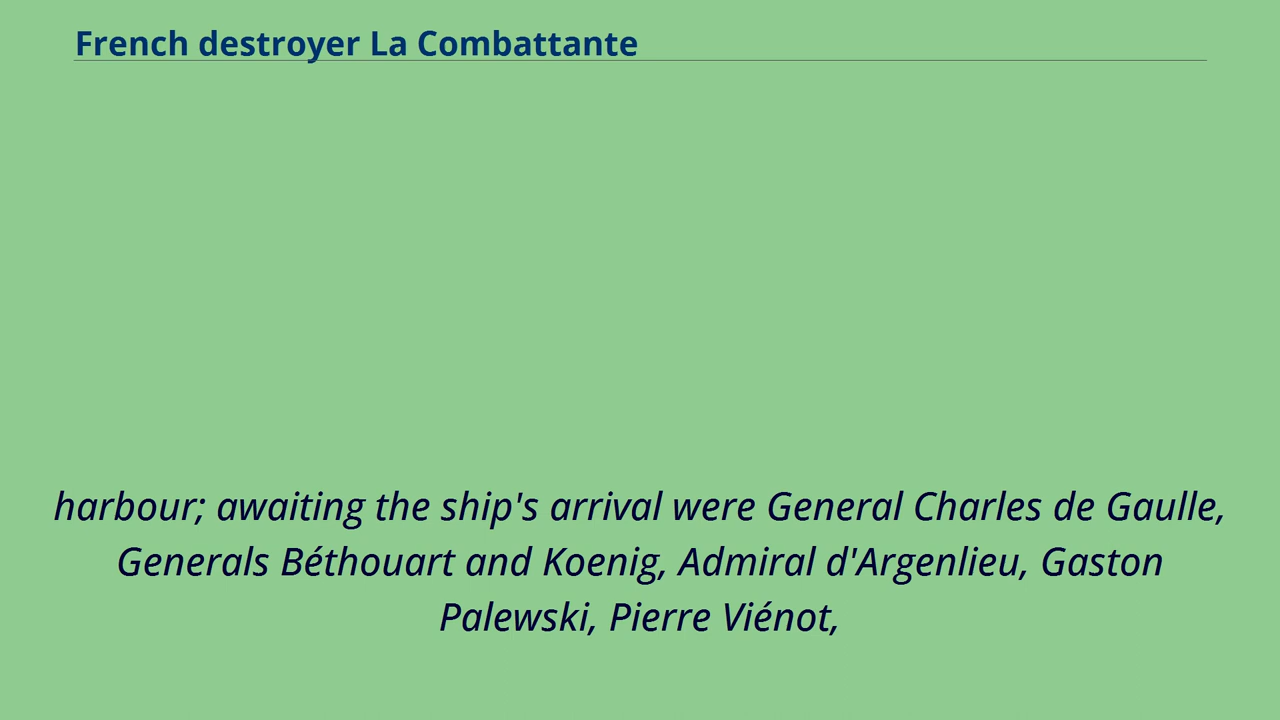 French destroyer La Combattante
harbour; awaiting the ship's arrival were General Charles de Gaulle,
Generals Béthouart and Koenig, Admiral d'Argenlieu, Gaston
Palewski, Pierre Viénot,